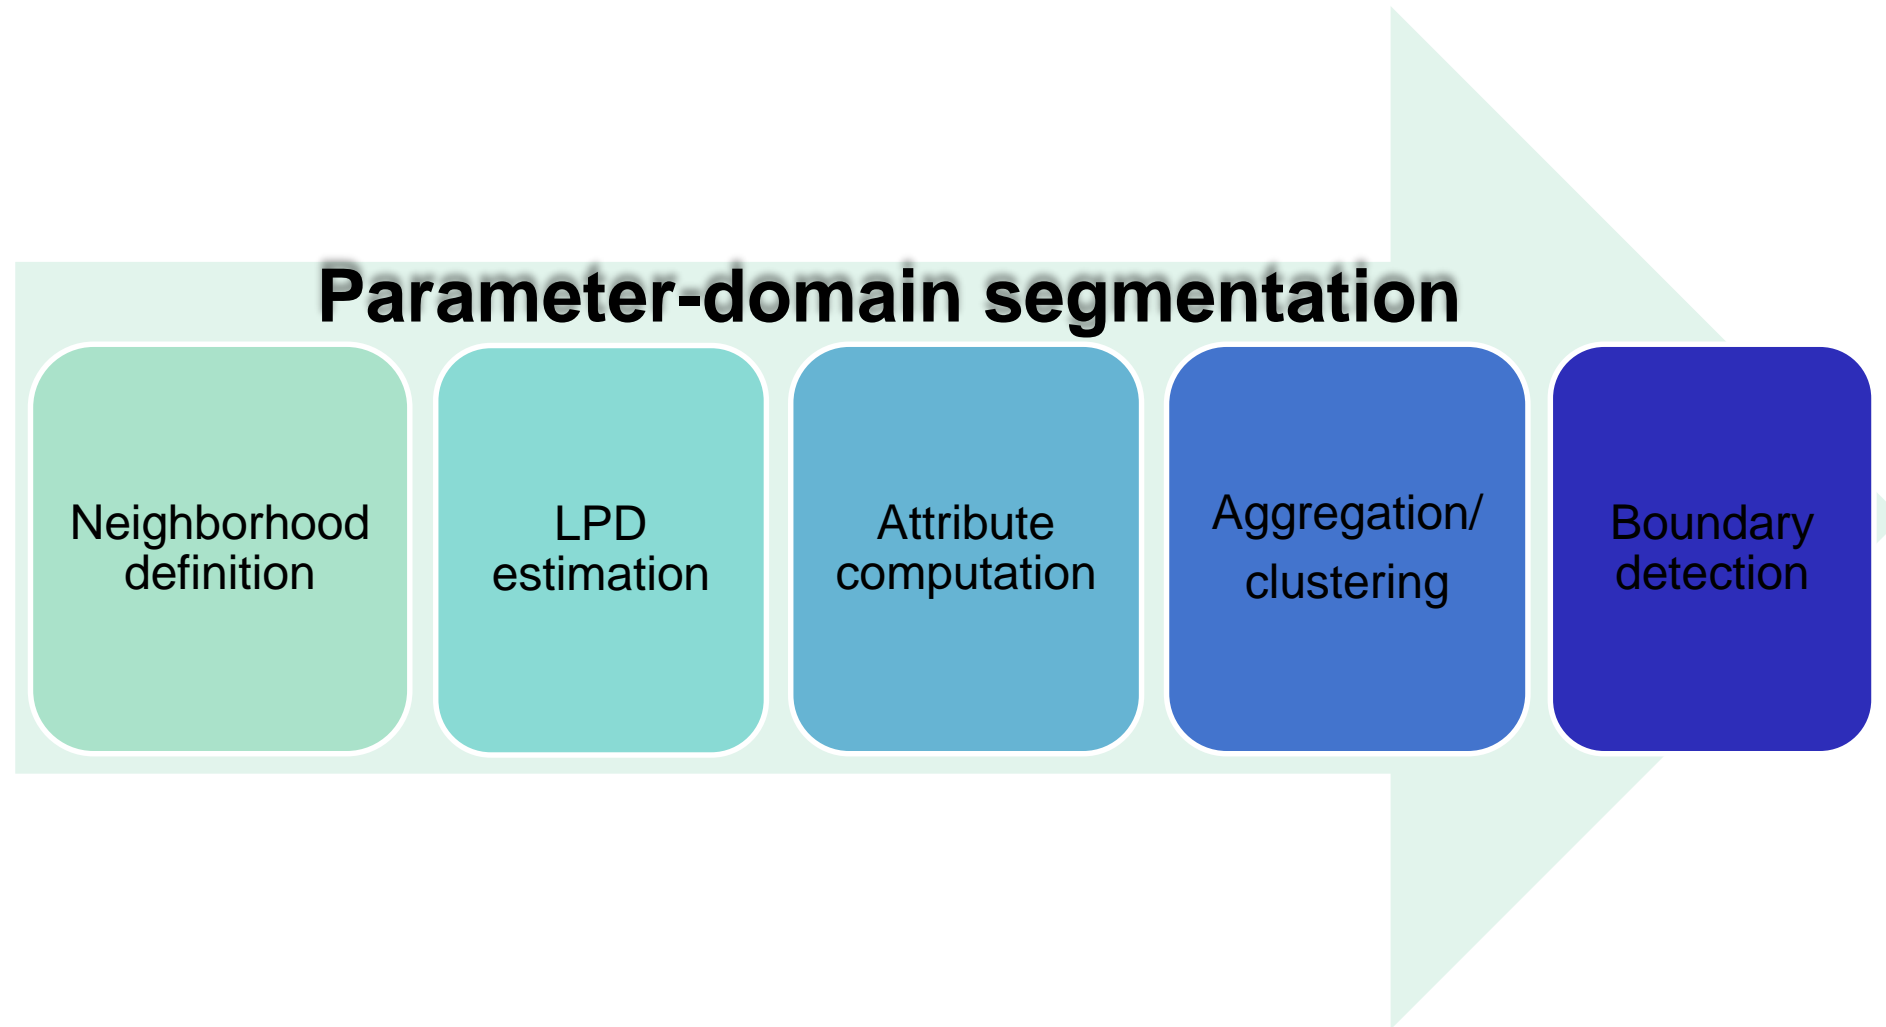 Parameter-domain segmentation
Neighborhood
definition
LPD
estimation
Attribute
computation
Aggregation/
clustering
Boundary
detection